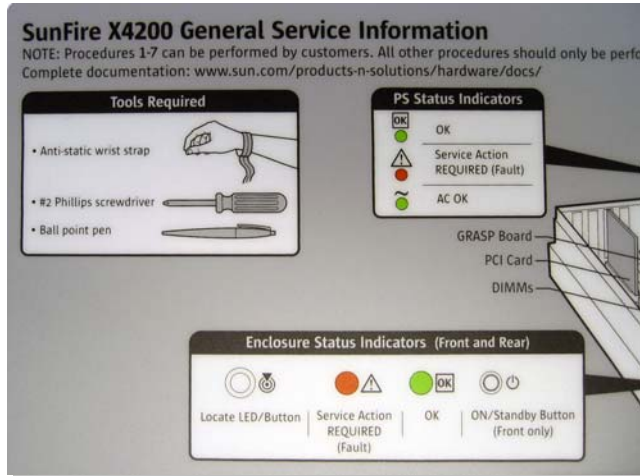 SunFire X4200 General Service Information
NOTE: Procedures 1-7 can be performed by customers. All other procedures should only be perfo
Complete documentation: www.sun.com/products-n-solutions/hardware/docs/
Tools Required
• Anti-static wrist strap
• #2 Phillips screwdriver
• Ball point pen
PS Status Indicators
OK
OK
Service Action
REQUIRED (Fault)
AC OK
GRASP Board
PCI Card
DIMMs
Enclosure Status Indicators (Front and Rear)
OK
Locate LED/Button
Service Action
REQUIRED
(Fault)
OK
ON/Standby Button
(Front only)